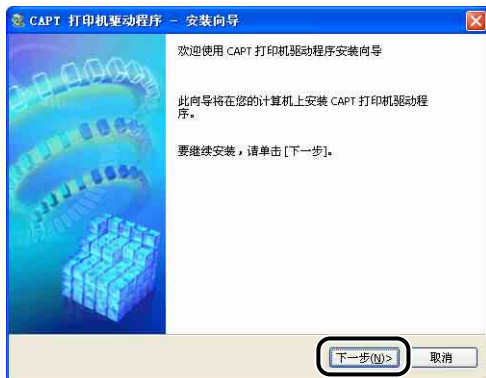 CAPT 打印机驱动程序 - 安装向导
欢迎使用 CAPT 打印机驱动程序安装向导
此向导将在您的计算机上安装 CAPT 打印机驱动程
序。
要继续安装，请单击 [下一步]。
下一步(N)> 取消